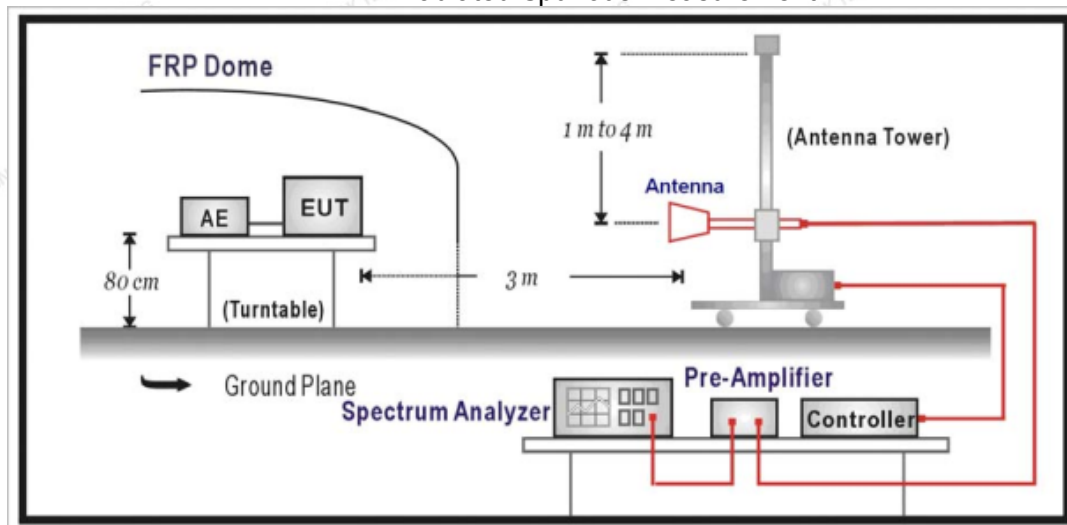 FRP Dome
1 m to 4 m
(Antenna Tower)
Antenna
AE
EUT
80 cm
3 m
(Turntable)
Ground Plane
Pre-Amplifier
Spectrum Analyzer
Controller